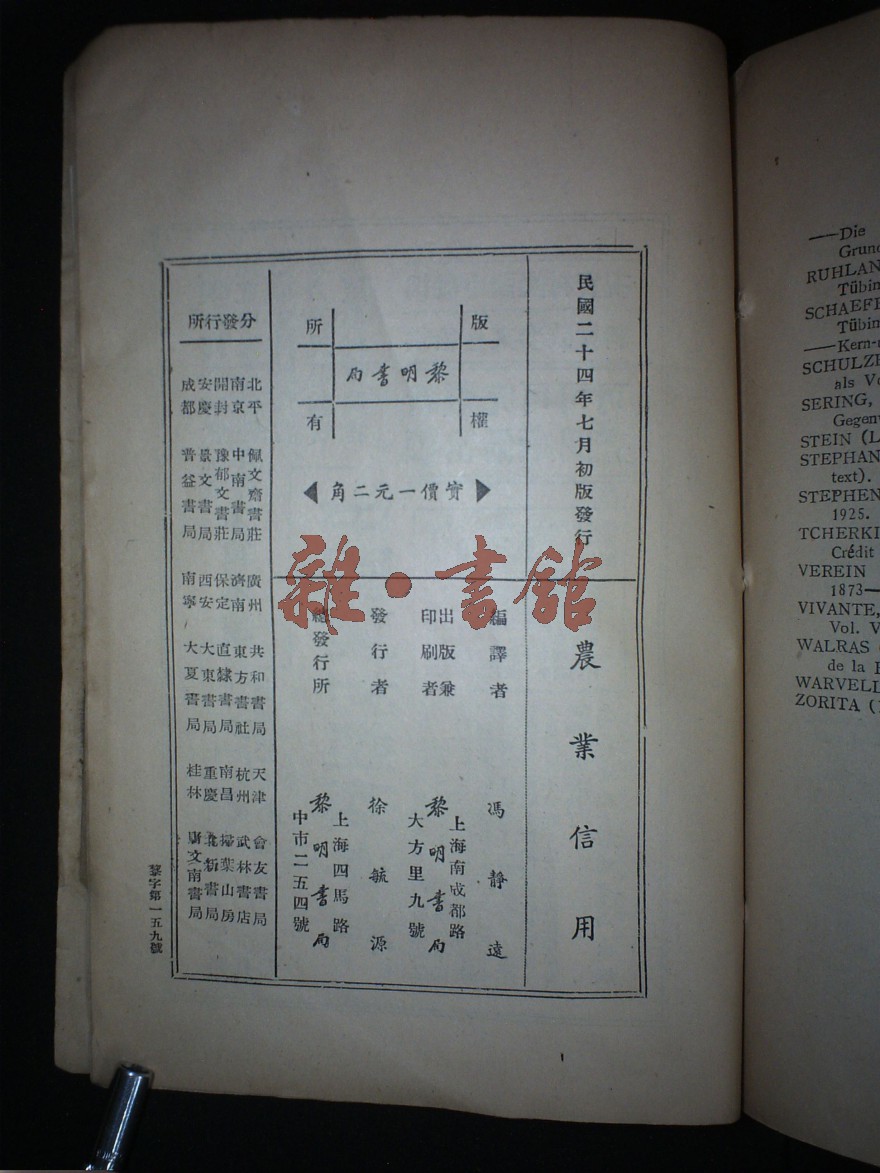 民國二十四年七月初版發行
農業信用
版權所有
黎明書局
實價一元二角
編譯者 馮靜遠
出版兼印刷者 上海南成都路大方里九號 黎明書局
發行者 徐毓源
總發行所 上海四馬路中市二五四號 黎明書局
分發行所
北平 佩文齋書莊
南京 中南書局
開封 豫郁文書莊
安慶 景文書局
成都 普益書局
廣州 共和書局
濟南 東方書社
保定 直隸書局
西安 大東書局
南寧 大夏書局
天津 會友書局
杭州 武林書店
南昌 掃葉山房
重慶 北新書局
桂林 文南書局
字第一五九號
雜·書館
1
——Die
Grund
RUHLAN
Tübin
SCHAEFE
Tübin
——Kern-
SCHULZE
als Vo
SERING,
Gegenw
STEIN (L
STEPHAN
text).
STEPHEN
1925.
TCHERKI
Crédit
VEREIN
1873—
VIVANTE,
Vol. V
WALRAS
de la
WARVELL
ZORITA (